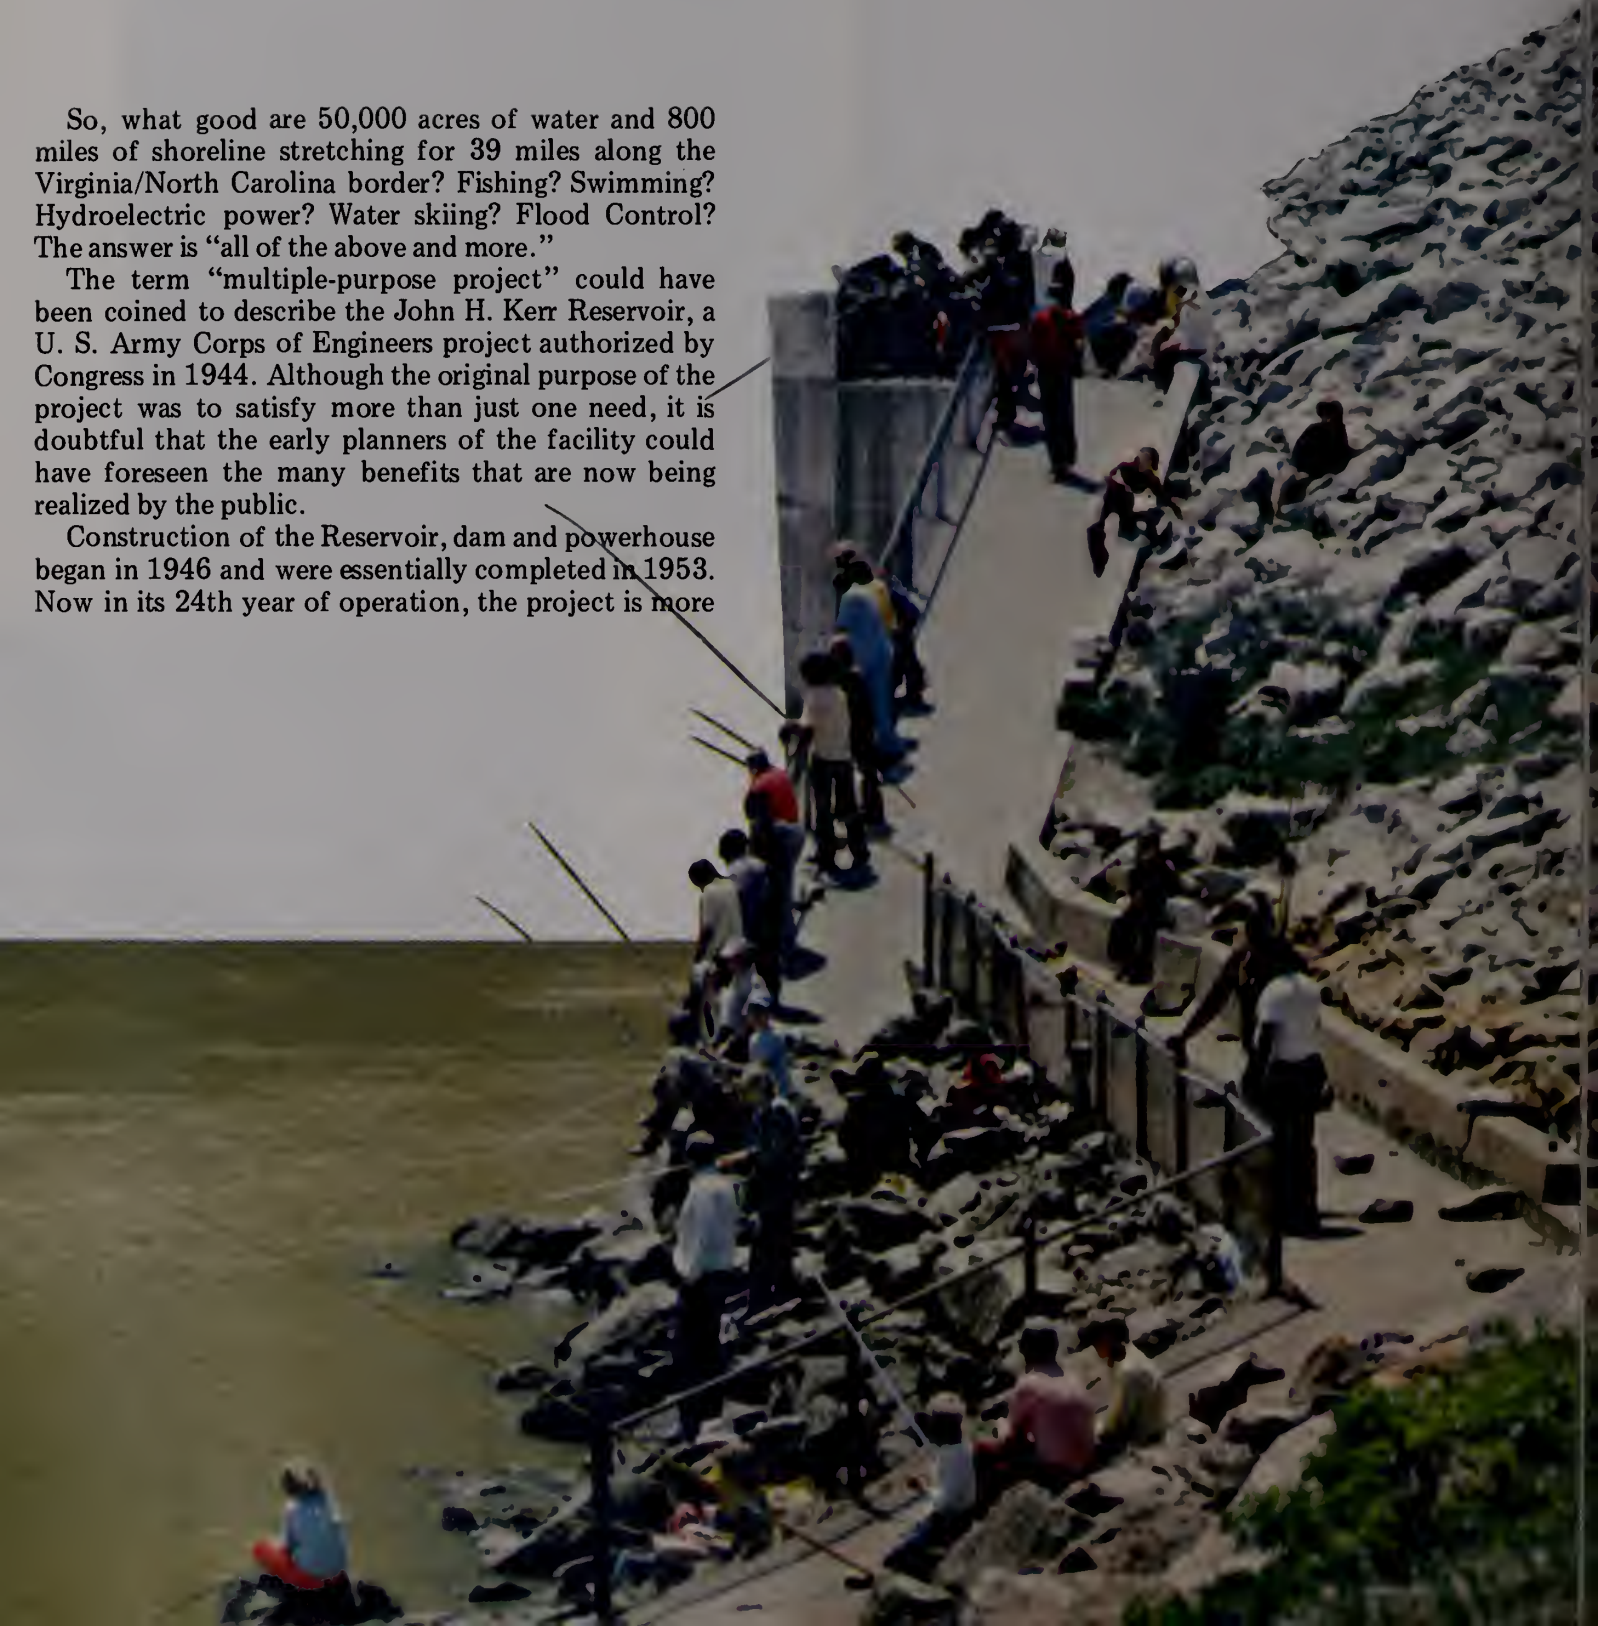 So, what good are 50,000 acres of water and 800
miles of shoreline stretching for 39 miles along the
Virginia/North Carolina border? Fishing? Swimming?
Hydroelectric power? Water skiing? Flood Control?
The answer is “all of the above and more.”
The term “multiple-purpose project” could have
been coined to describe the John H. Kerr Reservoir, a
U. S. Army Corps of Engineers project authorized by
Congress in 1944. Although the original purpose of the
project was to satisfy more than just one need, it is
doubtful that the early planners of the facility could
have foreseen the many benefits that are now being
realized by the public.
Construction of the Reservoir, dam and powerhouse
began in 1946 and were essentially completed in 1953.
Now in its 24th year of operation, the project is more